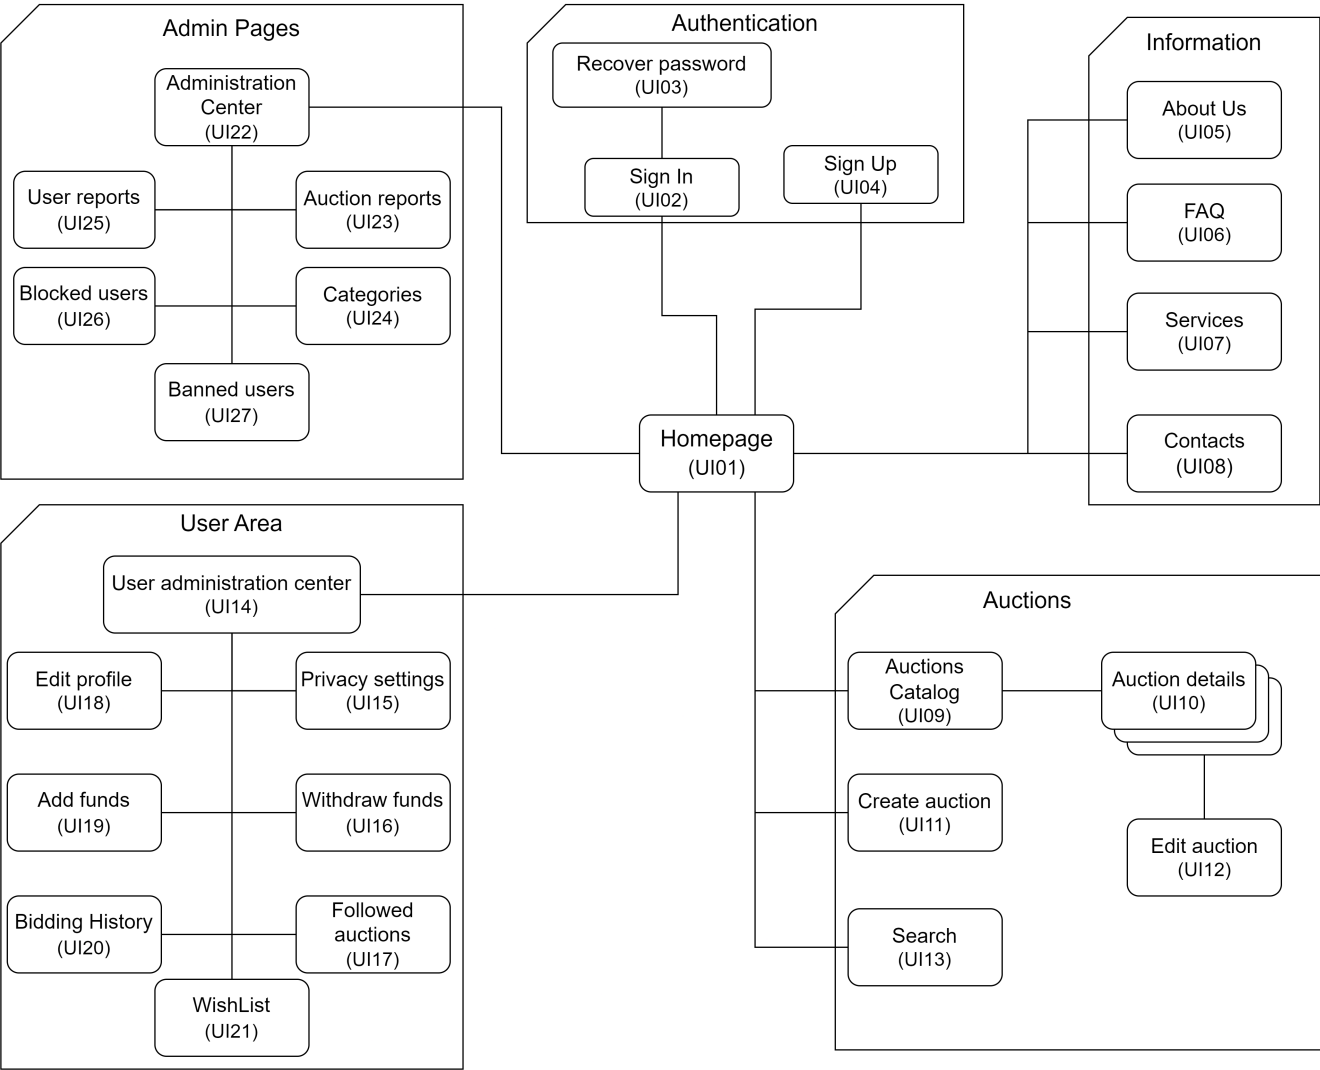 Admin Pages
Administration
Center
(UI22)
User reports
(UI25)
Auction reports
(UI23)
Blocked users
(UI26)
Categories
(UI24)
Banned users
(UI27)
Authentication
Recover password
(UI03)
Sign In
(UI02)
Sign Up
(UI04)
Information
About Us
(UI05)
FAQ
(UI06)
Services
(UI07)
Contacts
(UI08)
Homepage
(UI01)
User Area
User administration center
(UI14)
Edit profile
(UI18)
Privacy settings
(UI15)
Add funds
(UI19)
Withdraw funds
(UI16)
Bidding History
(UI20)
Followed
auctions
(UI17)
WishList
(UI21)
Auctions
Auctions
Catalog
(UI09)
Auction details
(UI10)
Create auction
(UI11)
Edit auction
(UI12)
Search
(UI13)